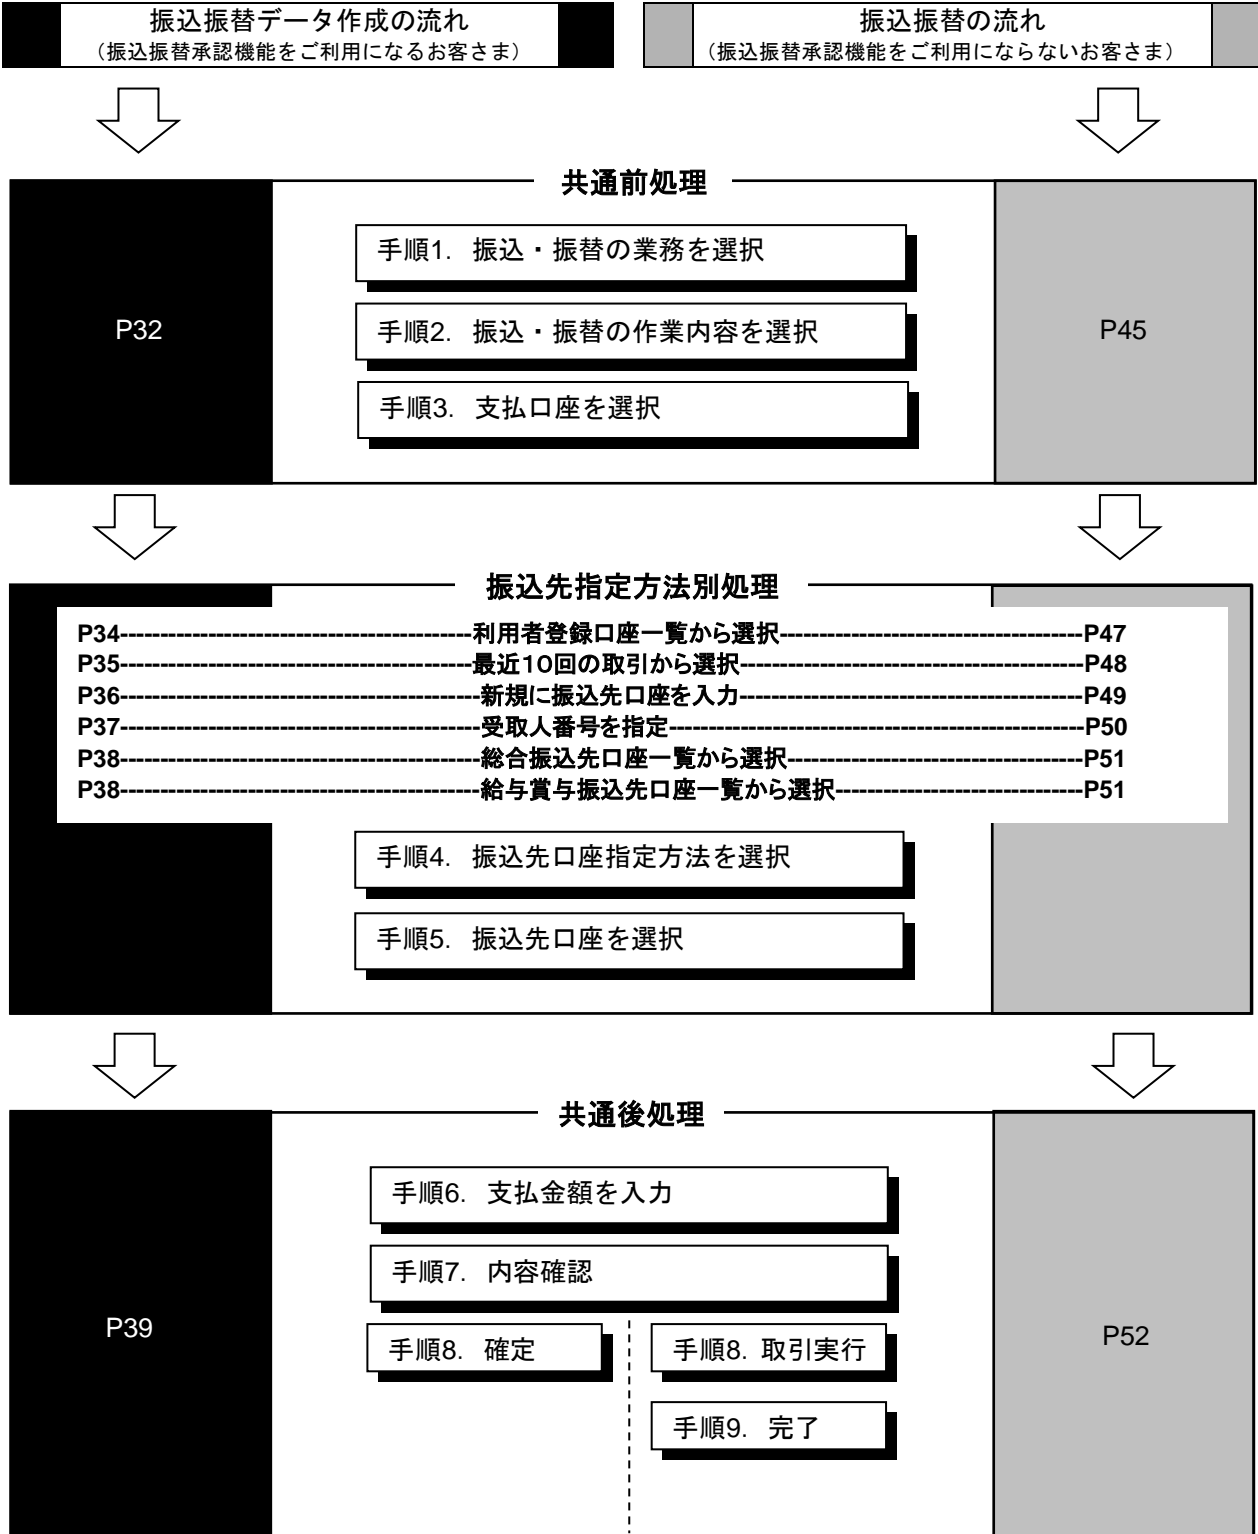 振込振替データ作成の流れ
（振込振替承認機能をご利用になるお客さま）
振込振替の流れ
（振込振替承認機能をご利用にならないお客さま）
共通前処理
手順1. 振込・振替の業務を選択
手順2. 振込・振替の作業内容を選択
手順3. 支払口座を選択
P32
P45
振込先指定方法別処理
P34--------------------------------------------利用者登録口座一覧から選択--------------------------------------P47
P35--------------------------------------------最近１０回の取引から選択-------------------------------------------P48
P36---------------------------------------------新規に振込先口座を入力-------------------------------------------P49
P37---------------------------------------------受取人番号を指定----------------------------------------------------P50
P38---------------------------------------------総合振込先口座一覧から選択-------------------------------------P51
P38---------------------------------------------給与賞与振込先口座一覧から選択-------------------------------P51
手順4. 振込先口座指定方法を選択
手順5. 振込先口座を選択
共通後処理
手順6. 支払金額を入力
手順7. 内容確認
P39
手順8. 確定
手順8. 取引実行
P52
手順9. 完了